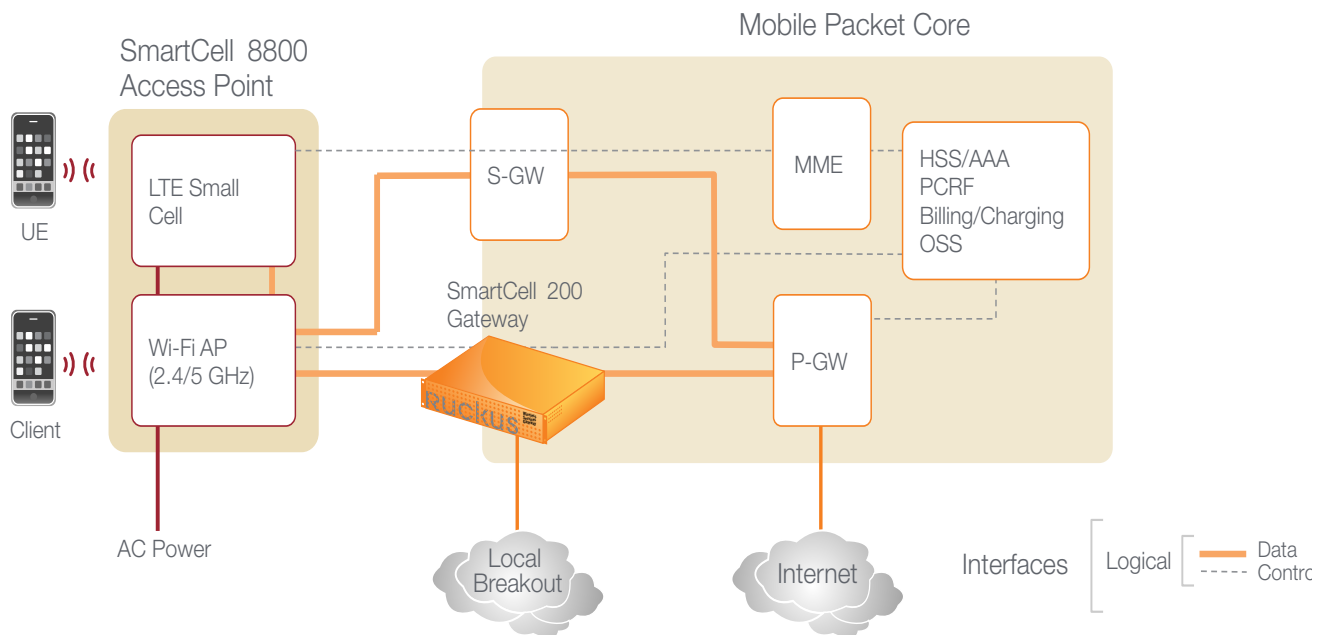 Mobile Packet Core
SmartCell 8800
Access Point
UE
LTE Small
Cell
S-GW
MME
HSS/AAA
PCRF
Billing/Charging
OSS
SmartCell 200
Gateway
Client
Wi-Fi AP
(2.4/5 GHz)
Ruckus
P-GW
AC Power
Local
Breakout
Internet
Interfaces
Logical
Data
Contro